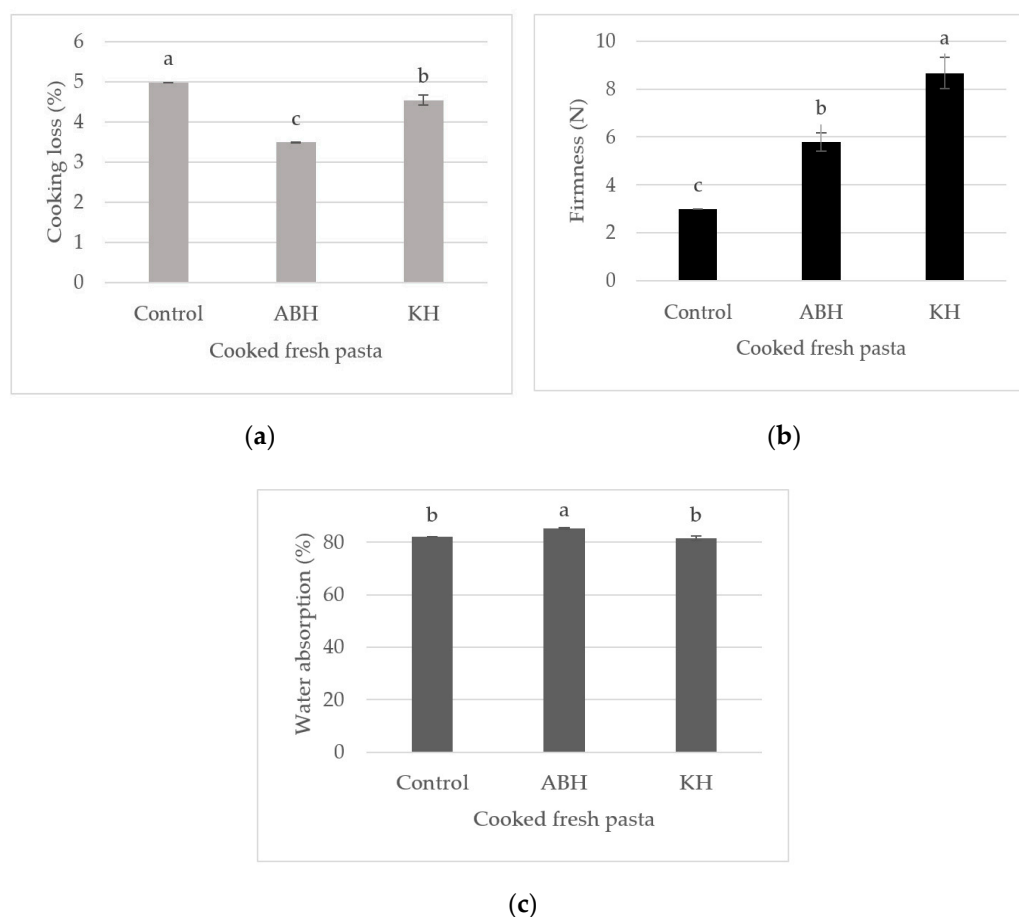 6
5
4
3
2
1
0
Cooking loss (%)
a
c
b
Control ABH KH
Cooked fresh pasta
(a)
10
8
6
4
2
0
Firmness (N)
c
b
a
Control ABH KH
Cooked fresh pasta
(b)
80
60
40
20
0
Water absorption (%)
b
a
b
Control ABH KH
Cooked fresh pasta
(c)